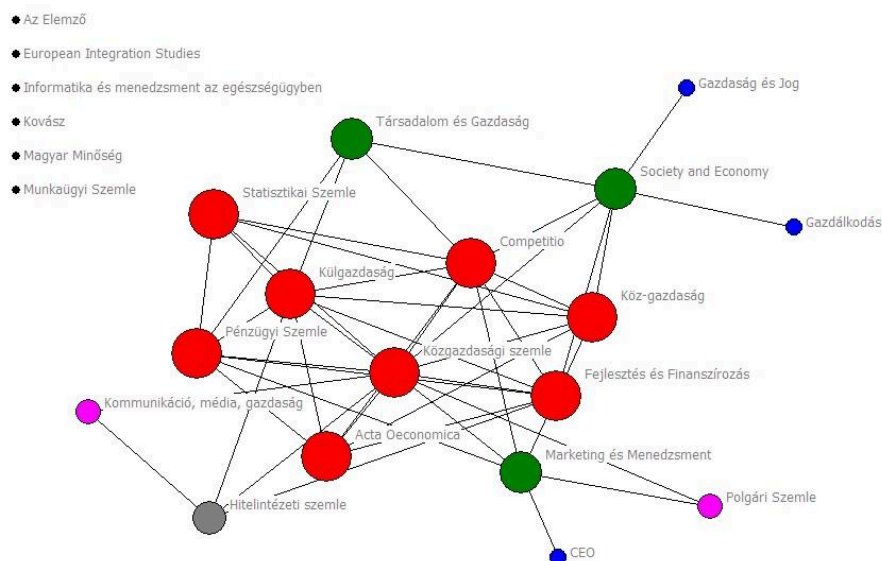 Az Elemző
European Integration Studies
Informatika és menedzsment az egészségügyben
Kovász
Magyar Minőség
Munkaügyi Szemle
Gazdaság és Jog
Társadalom és Gazdaság
Society and Economy
Statisztikai Szemle
Gazdálkodás
Competitio
Külgazdaság
Köz-gazdaság
Pénzügyi Szemle
Közgazdasági szemle
Fejlesztés és Finanszírozás
Kommunikáció, média, gazdaság
Acta Oeconomica
Marketing és Menedzsment
Hitelintézeti szemle
Polgári Szemle
CEO